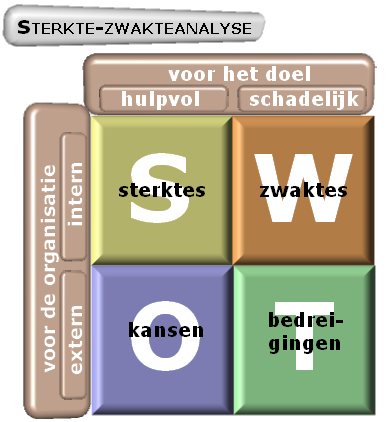 STERKTE-ZWAKTEANALYSE
voor het doel
hulpvol schadelijk
voor de organisatie
intern
extern
S
sterktes
W
zwaktes
O
kansen
T
bedrei-
gingen